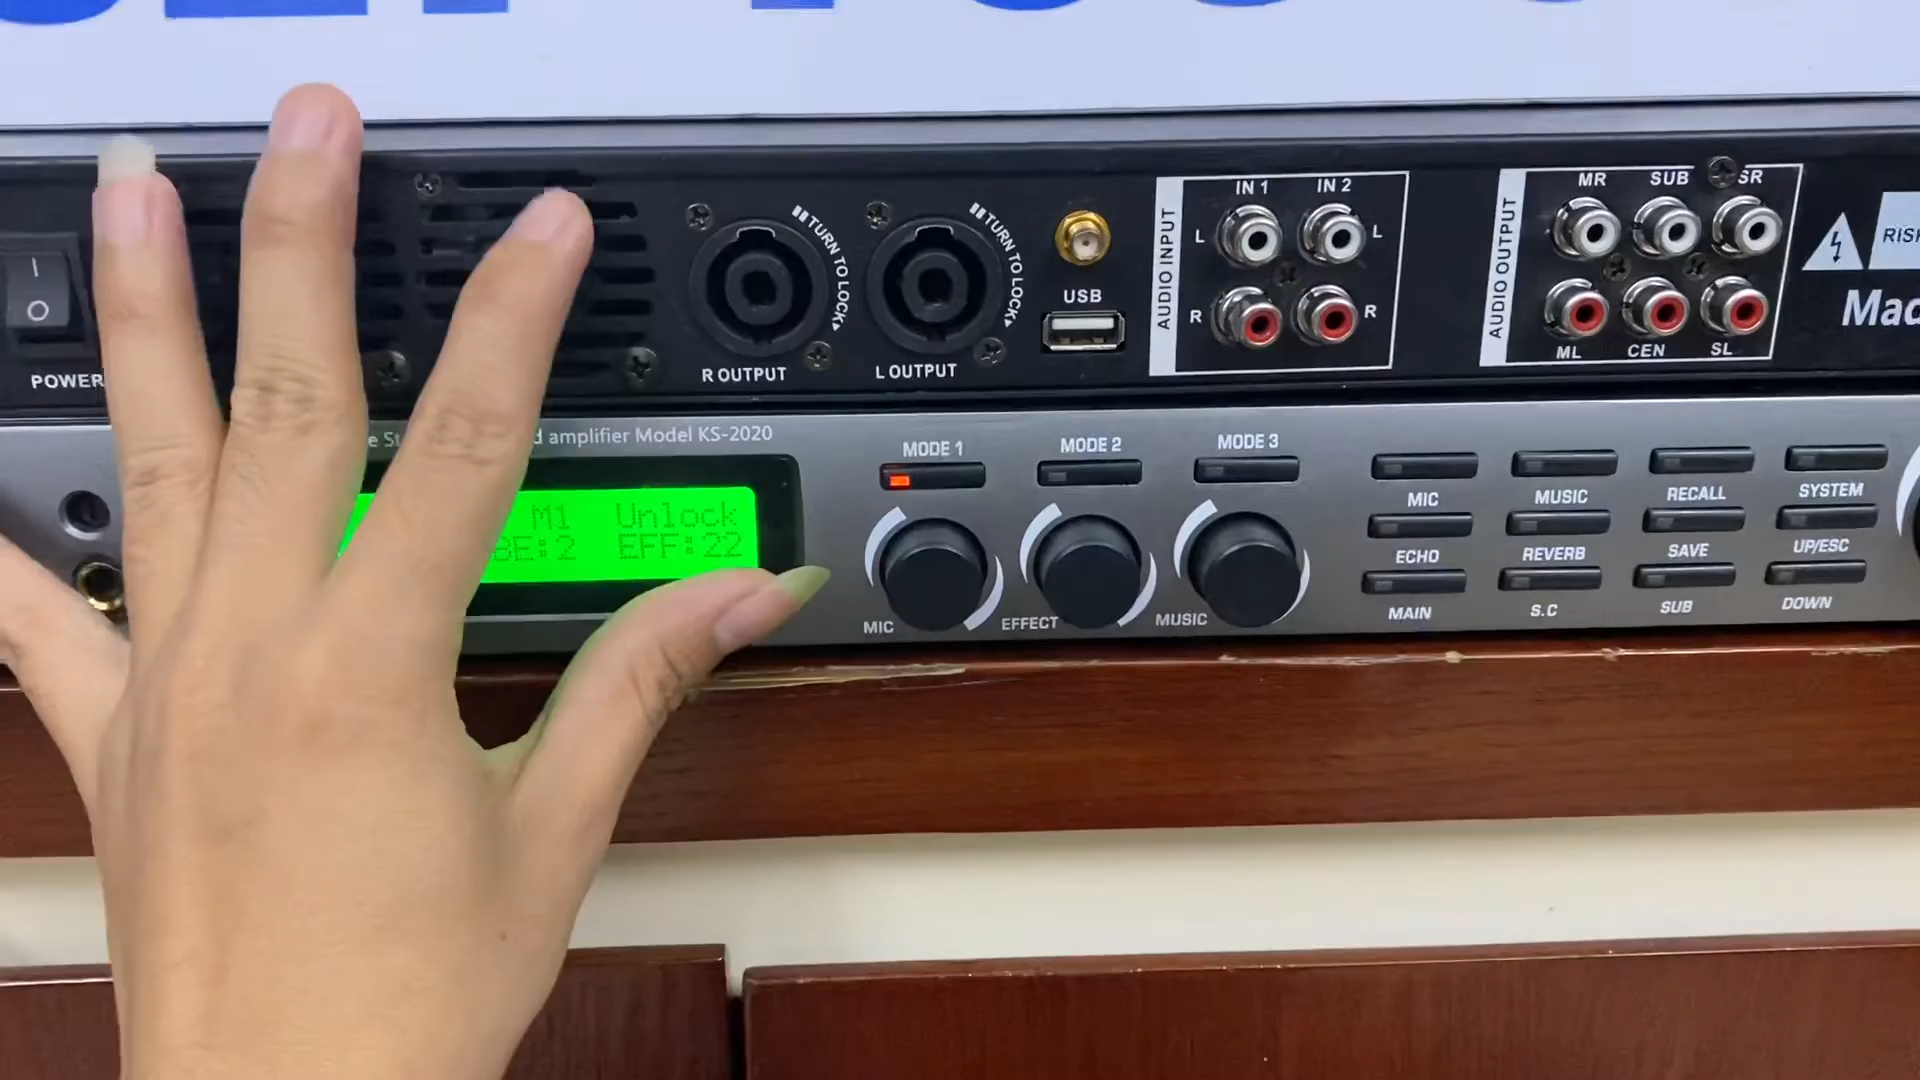 POWER
TURN TO LOCK
R OUTPUT
TURN TO LOCK
L OUTPUT
USB
AUDIO INPUT
IN 1
IN 2
L
L
R
R
AUDIO OUTPUT
MR
SUB
SR
ML
CEN
SL
d amplifier Model KS-2020
M1 Unlock
EFF:22
MODE 1
MODE 2
MODE 3
MIC
EFFECT
MUSIC
MIC
MUSIC
RECALL
SYSTEM
ECHO
REVERB
SAVE
UP/ESC
MAIN
S.C
SUB
DOWN